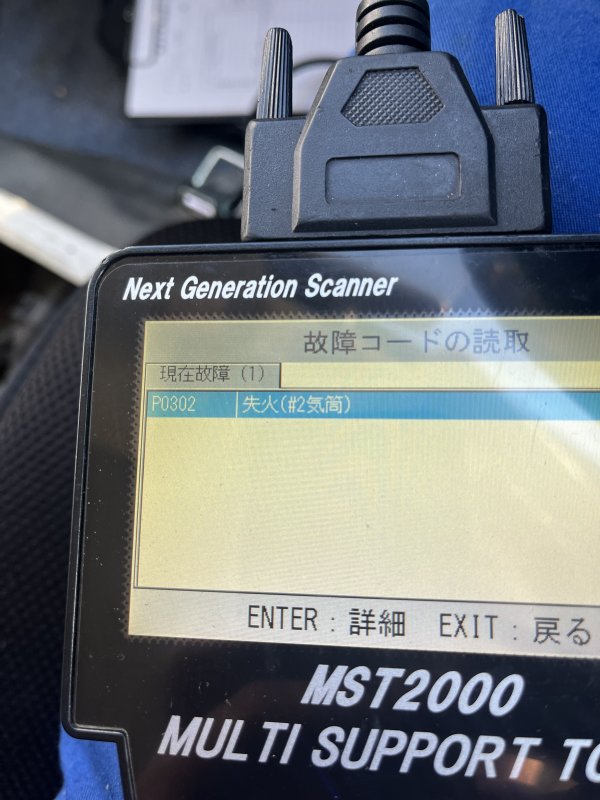 Next Generation Scanner
故障コードの読取
現在故障 (1)
P0302 失火(#2気筒)
ENTER : 詳細 EXIT : 戻る
MST2000
MULTI SUPPORT